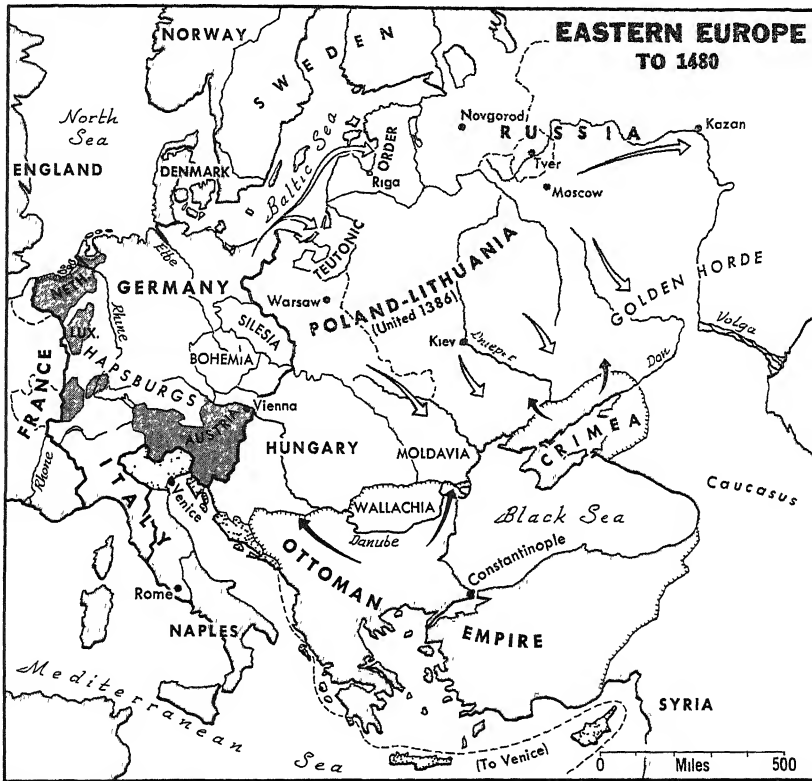 EASTERN EUROPE
TO 1480
NORWAY
SWEDEN
North
Sea
Baltic Sea
ENGLAND
DENMARK
ORDER
Riga
Novgorod
RUSSIA
Kazan
Tver
Moscow
TEUTONIC
Elbe
GERMANY
NETH.
Rhine
LUX.
Warsaw
POLAND-LITHUANIA
(United 1386)
GOLDEN HORDE
SILESIA
BOHEMIA
Kiev
Dniepr
Volga
Don
HAPSBURGS
FRANCE
Vienna
AUSTRIA
HUNGARY
MOLDAVIA
CRIMEA
Rhone
ITALY
Venice
WALLACHIA
Danube
Black Sea
Caucasus
OTTOMAN
EMPIRE
Constantinople
Rome
NAPLES
Mediterranean
Sea
SYRIA
(To Venice)
0 Miles 500